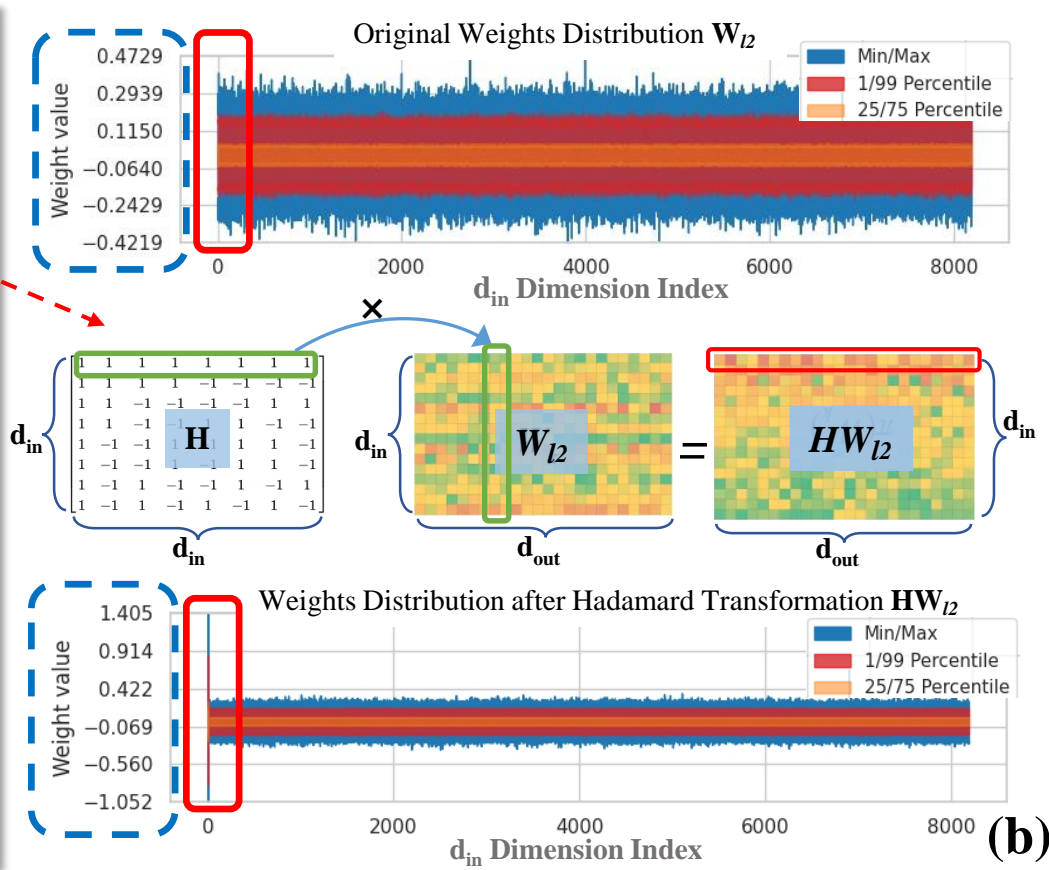 Original Weights Distribution W_l2
0.4729
0.2939
0.1150
−0.0640
−0.2429
−0.4219
Weight value
Min/Max
1/99 Percentile
25/75 Percentile
0 2000 4000 6000 8000
d_in Dimension Index
×
1 1 1 1 1 1 1 1
1 1 1 1 −1 −1 −1 −1
1 1 −1 −1 −1 −1 1 1
1 1 −1 1 −1 −1
1 −1 −1 1 −1
1 −1 −1 1 1 −1
1 −1 1 −1 −1 1 −1 1
1 −1 1 −1 1 −1 1 −1
d_in
H
d_in
d_in
W_l2
d_out
=
HW_l2
d_in
d_out
Weights Distribution after Hadamard Transformation HW_l2
1.405
0.914
0.422
−0.069
−0.560
−1.052
Weight value
Min/Max
1/99 Percentile
25/75 Percentile
0 2000 4000 6000 8000
d_in Dimension Index
(b)